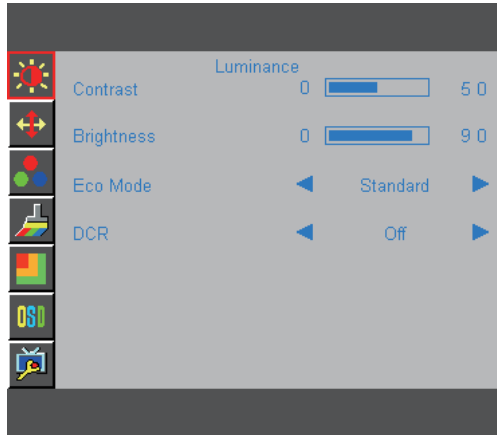 Luminance
Contrast 0 50
Brightness 0 90
Eco Mode Standard
DCR Off
OSD